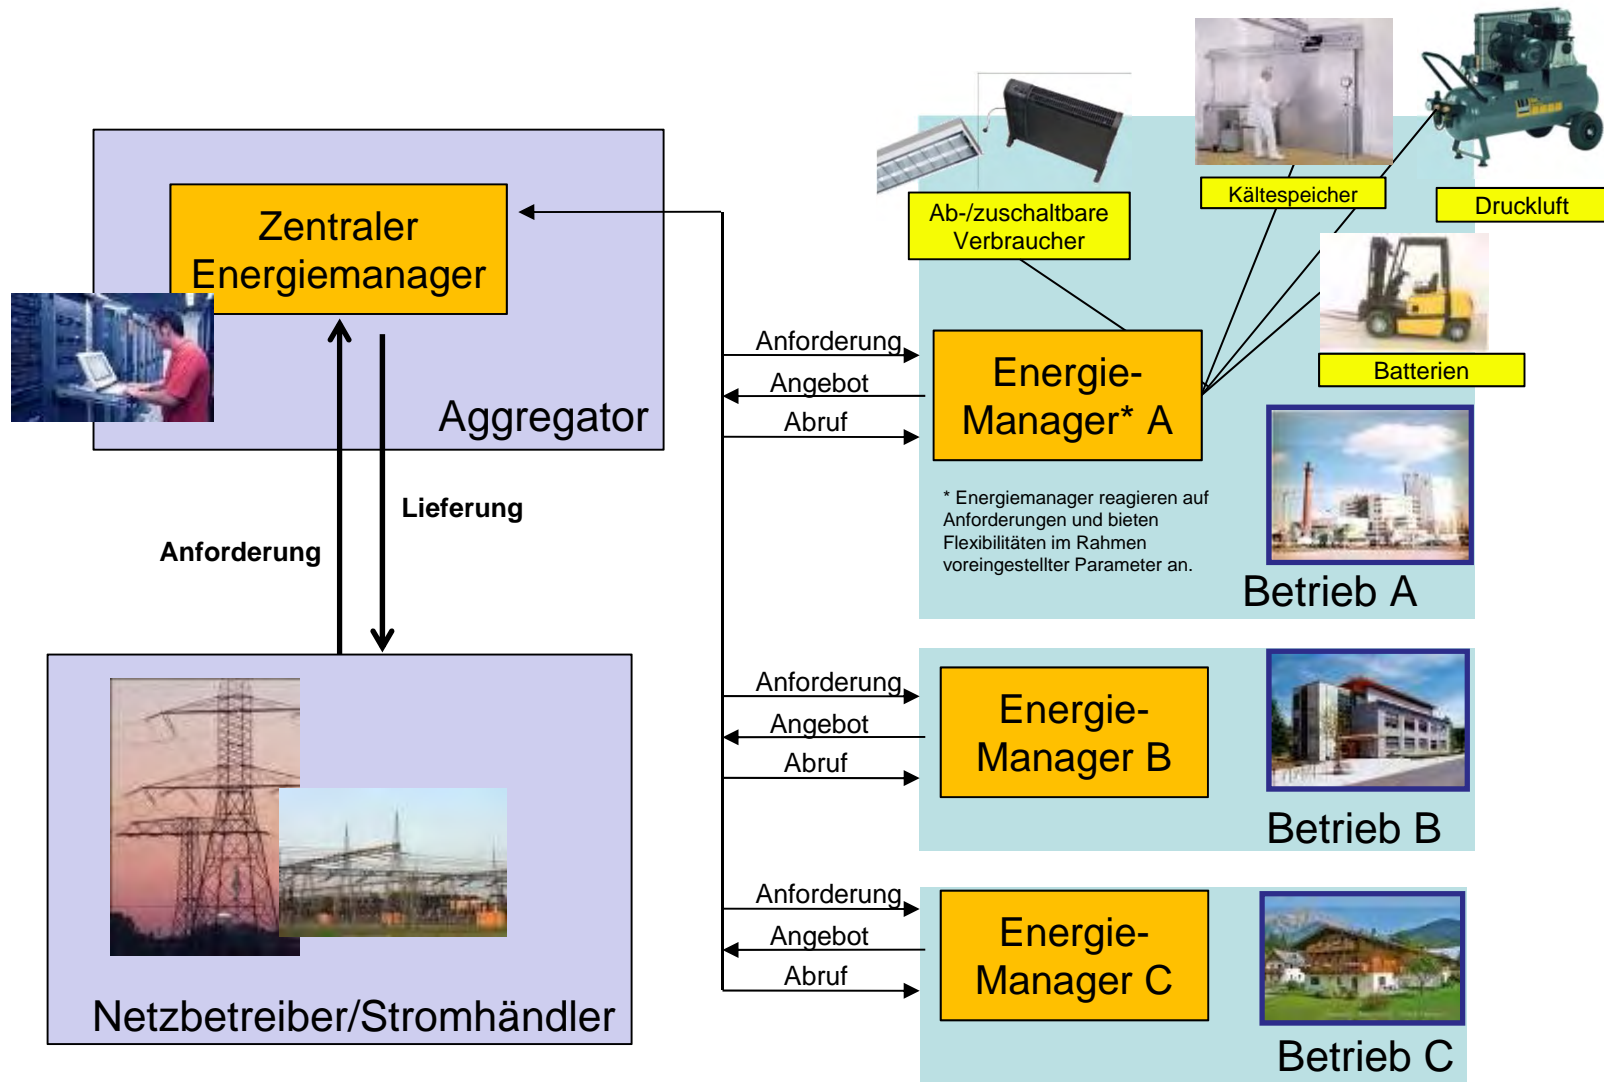 Zentraler
Energiemanager
Aggregator
Anforderung
Lieferung
Netzbetreiber/Stromhändler
Ab-/zuschaltbare
Verbraucher
Kältespeicher
Druckluft
Batterien
Anforderung
Angebot
Abruf
Energie-
Manager* A
* Energiemanager reagieren auf
Anforderungen und bieten
Flexibilitäten im Rahmen
voreingestellter Parameter an.
Betrieb A
Anforderung
Angebot
Abruf
Energie-
Manager B
Betrieb B
Anforderung
Angebot
Abruf
Energie-
Manager C
Betrieb C